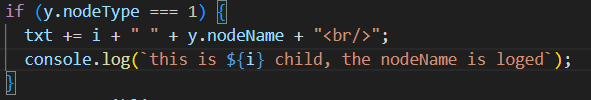 if (y.nodeType === 1) {
  txt += i + " " + y.nodeName + "<br/>";
  console.log(`this is ${i} child, the nodeName is loged`);
}